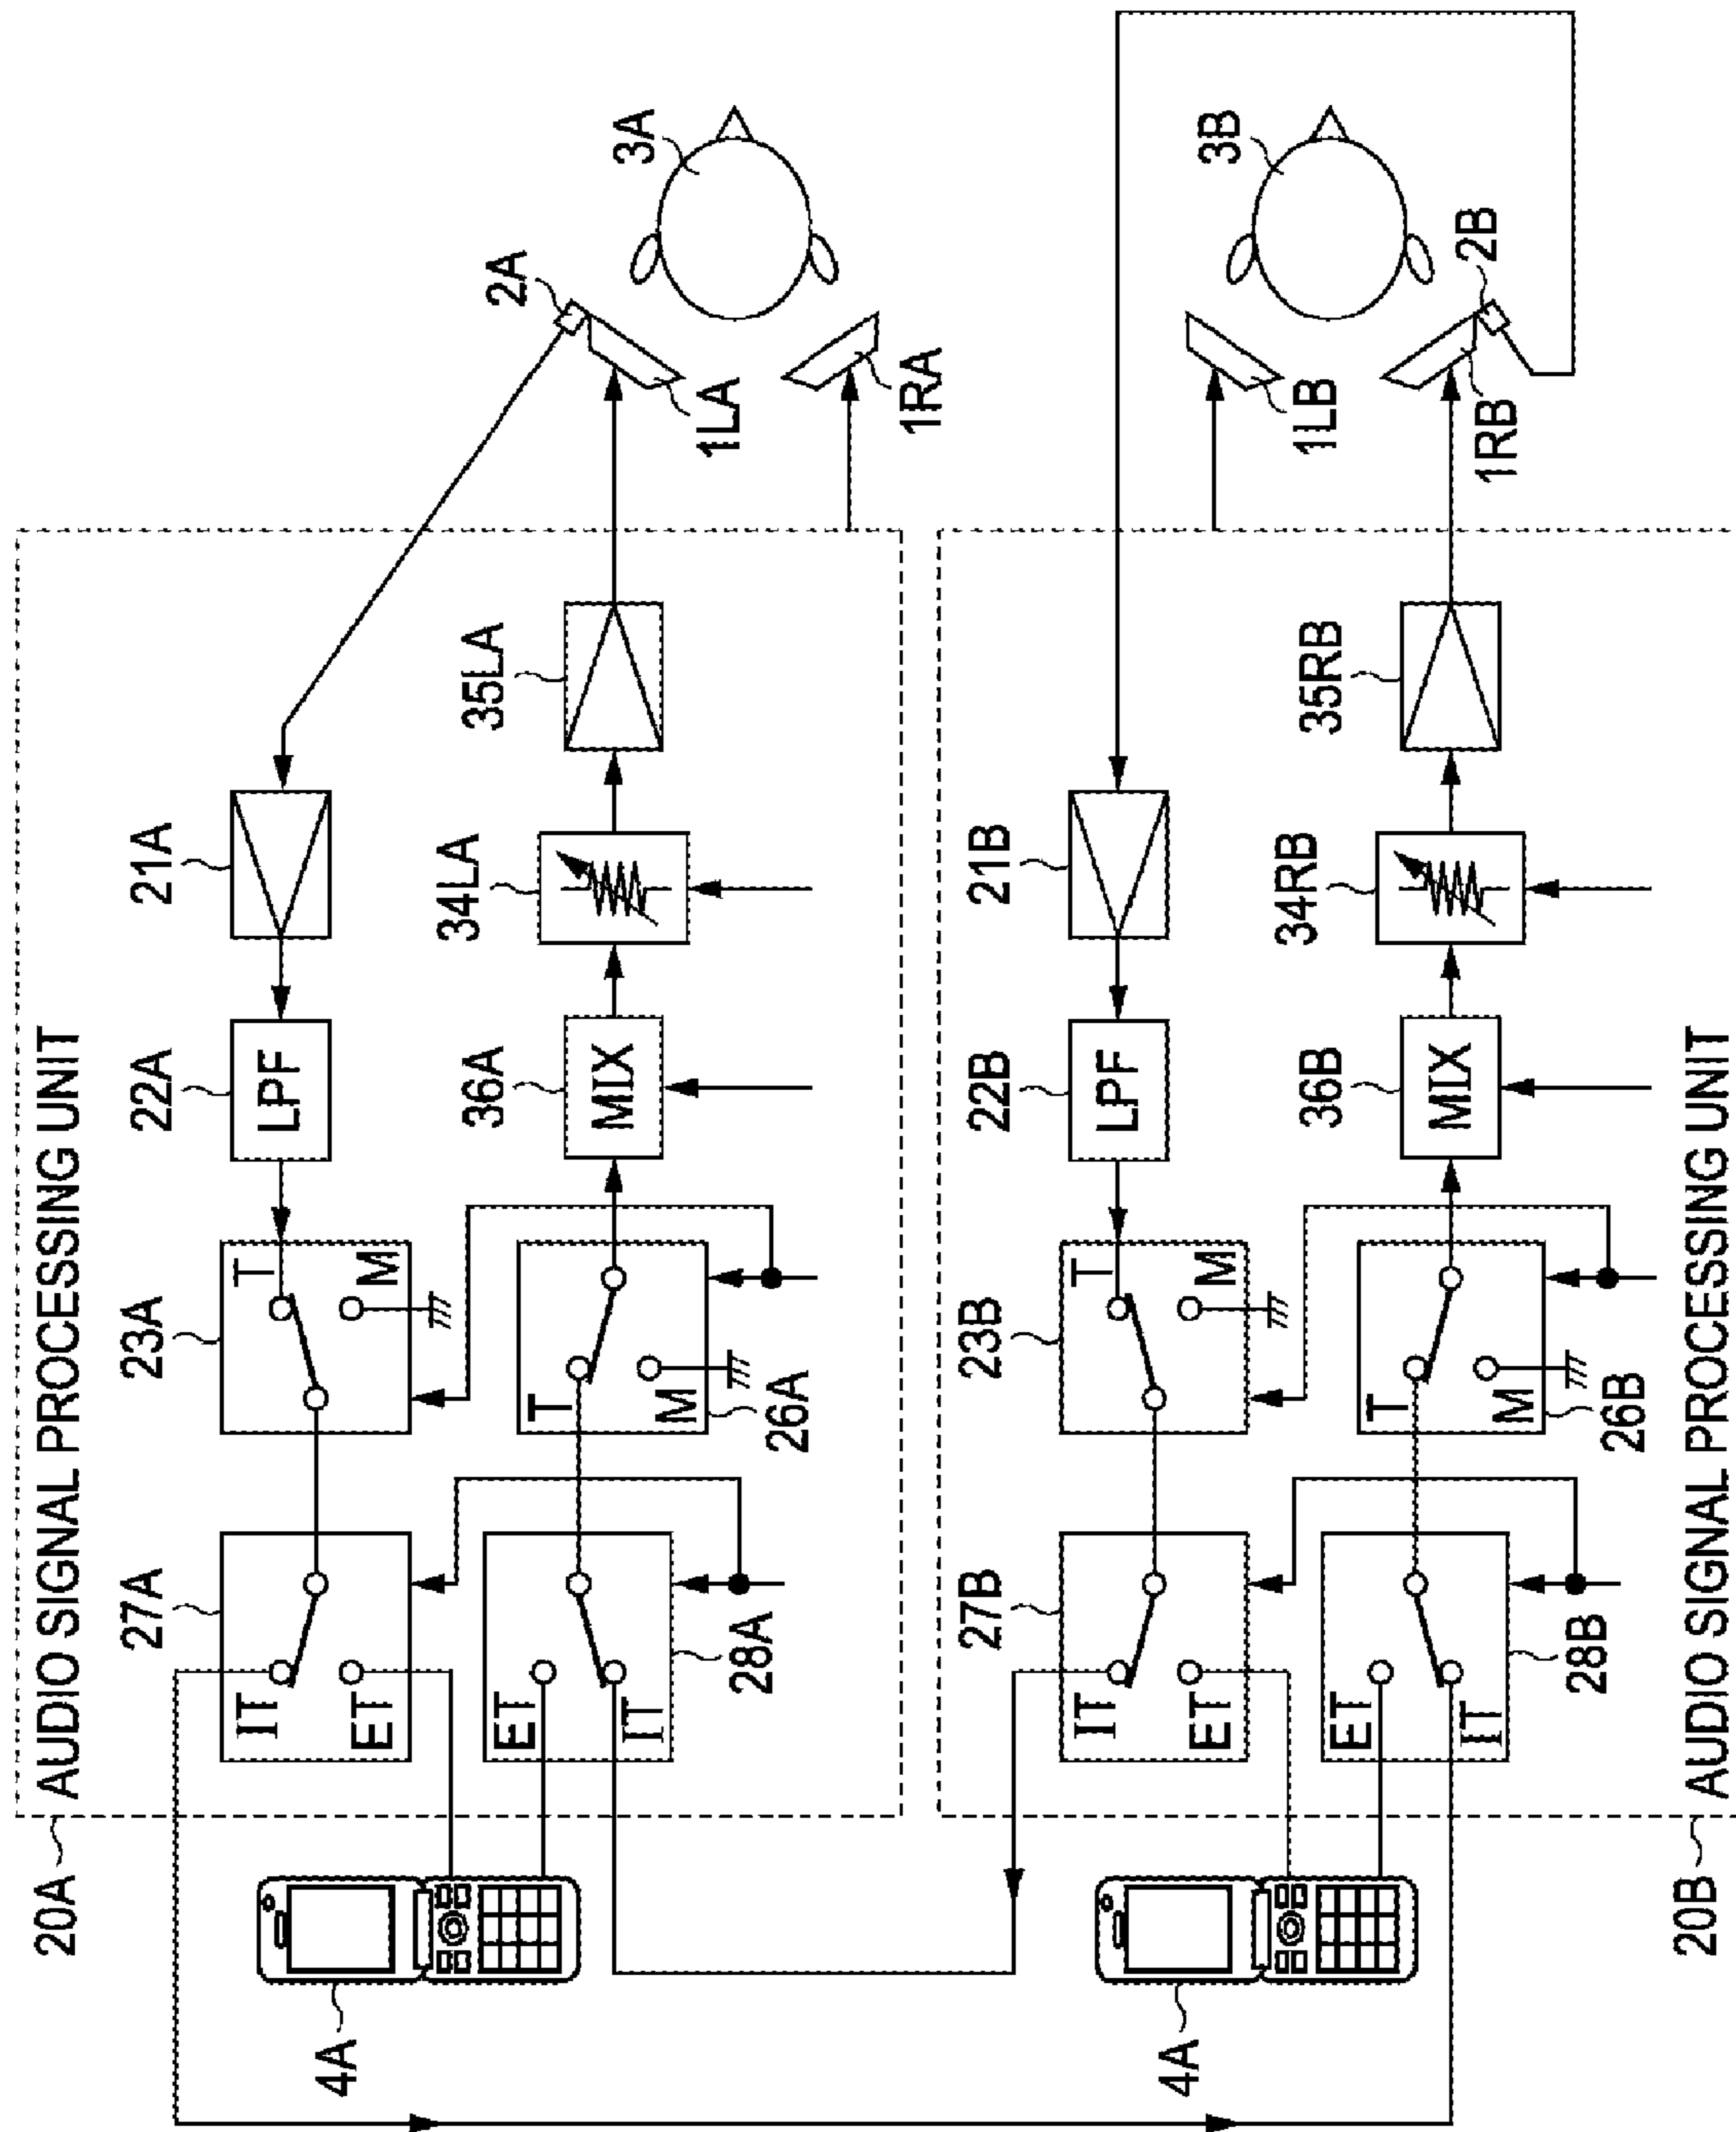 20A
AUDIO SIGNAL PROCESSING UNIT
27A
23A
22A
21A
2A
3A
IT
ET
T
M
LPF
4A
ET
IT
28A
T
M
26A
36A
MIX
34LA
35LA
1LA
1RA
27B
23B
22B
21B
3B
IT
ET
T
M
LPF
4A
ET
IT
28B
T
M
26B
36B
MIX
34RB
35RB
1LB
1RB
2B
20B
AUDIO SIGNAL PROCESSING UNIT